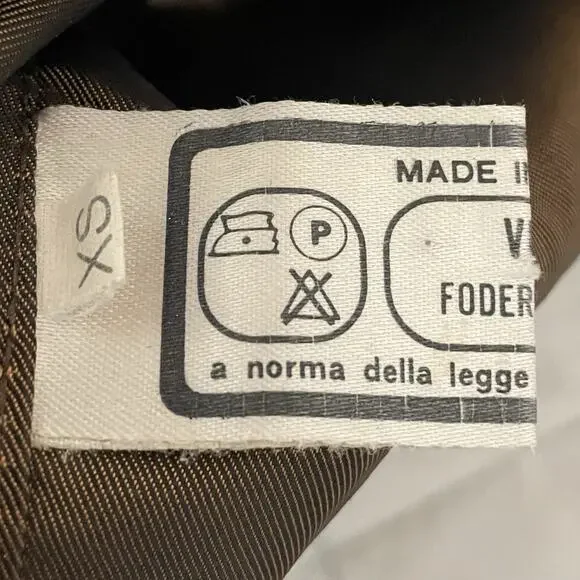 XS
MADE I
P
V
FODER
a norma della legge